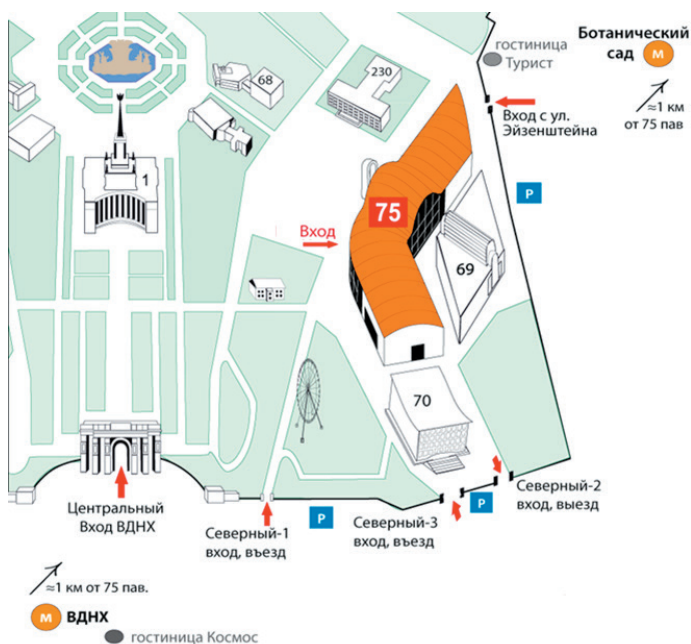 гостиница
Турист
Ботанический
сад М
≈1 км
от 75 пав
Вход с ул.
Эйзенштейна
68
230
1
P
75
Вход
69
70
Центральный
Вход ВДНХ
Северный-1
вход, въезд
P
Северный-3
вход, въезд
P
Северный-2
вход, выезд
≈1 км от 75 пав.
М ВДНХ
гостиница Космос